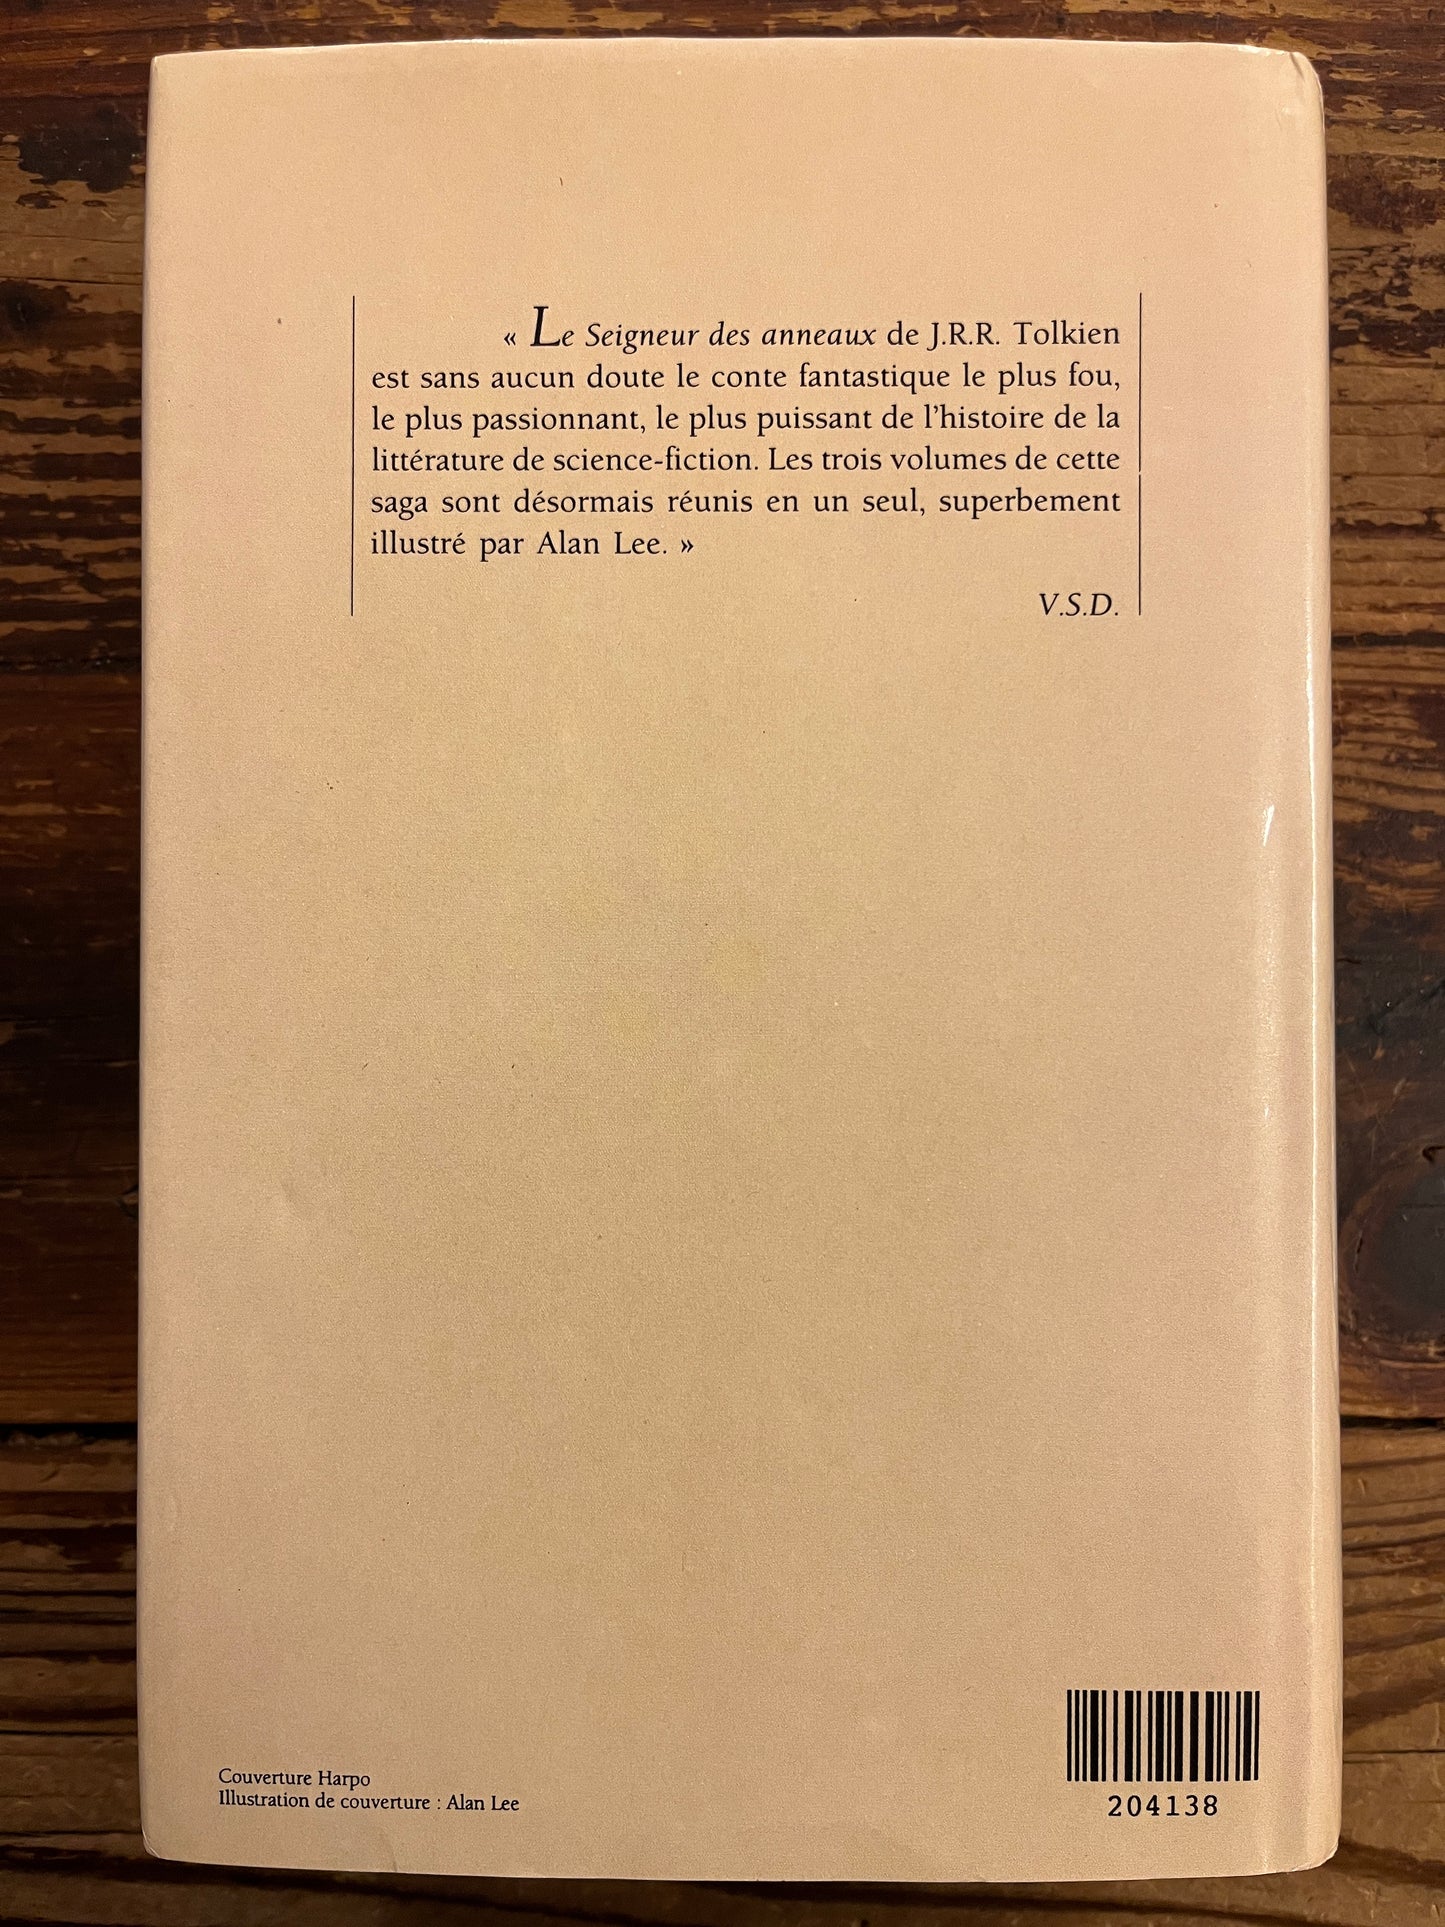 « Le Seigneur des anneaux de J.R.R. Tolkien
est sans aucun doute le conte fantastique le plus fou,
le plus passionnant, le plus puissant de l’histoire de la
littérature de science-fiction. Les trois volumes de cette
saga sont désormais réunis en un seul, superbement
illustré par Alan Lee. »
V.S.D.
Couverture Harpo
Illustration de couverture : Alan Lee
204138